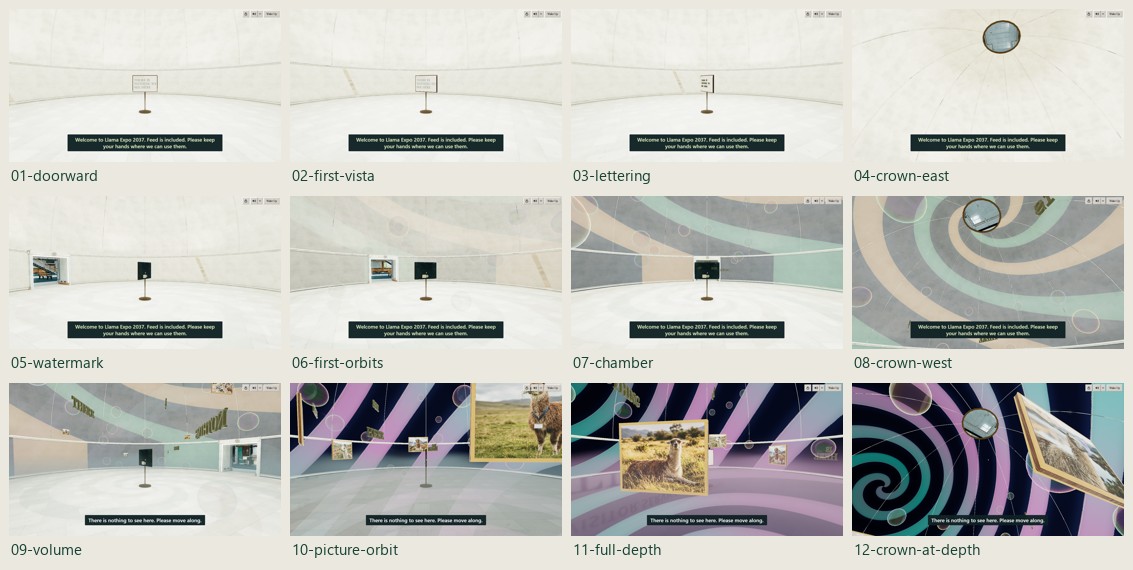 Welcome to Llama Expo 2037. Feed is included. Please keep
your hands where we can use them.
Welcome to Llama Expo 2037. Feed is included. Please keep
your hands where we can use them.
Welcome to Llama Expo 2037. Feed is included. Please keep
your hands where we can use them.
Welcome to Llama Expo 2037. Feed is included. Please keep
your hands where we can use them.
01-doorward
02-first-vista
03-lettering
04-crown-east
Welcome to Llama Expo 2037. Feed is included. Please keep
your hands where we can use them.
Welcome to Llama Expo 2037. Feed is included. Please keep
your hands where we can use them.
Welcome to Llama Expo 2037. Feed is included. Please keep
your hands where we can use them.
Welcome to Llama Expo 2037. Feed is included. Please keep
your hands where we can use them.
05-watermark
06-first-orbits
07-chamber
08-crown-west
There is nothing to see here. Please move along.
There is nothing to see here. Please move along.
There is nothing to see here. Please move along.
There is nothing to see here. Please move along.
09-volume
10-picture-orbit
11-full-depth
12-crown-at-depth